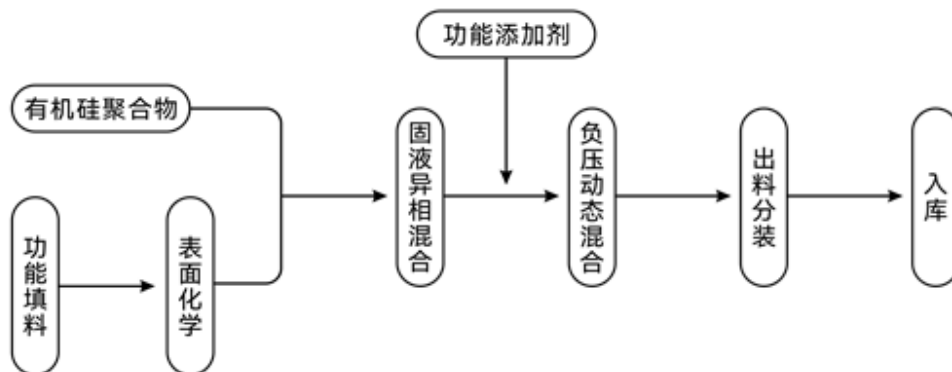 功能添加剂
有机硅聚合物
功能填料
表面化学
固液异相混合
负压动态混合
出料分装
入库